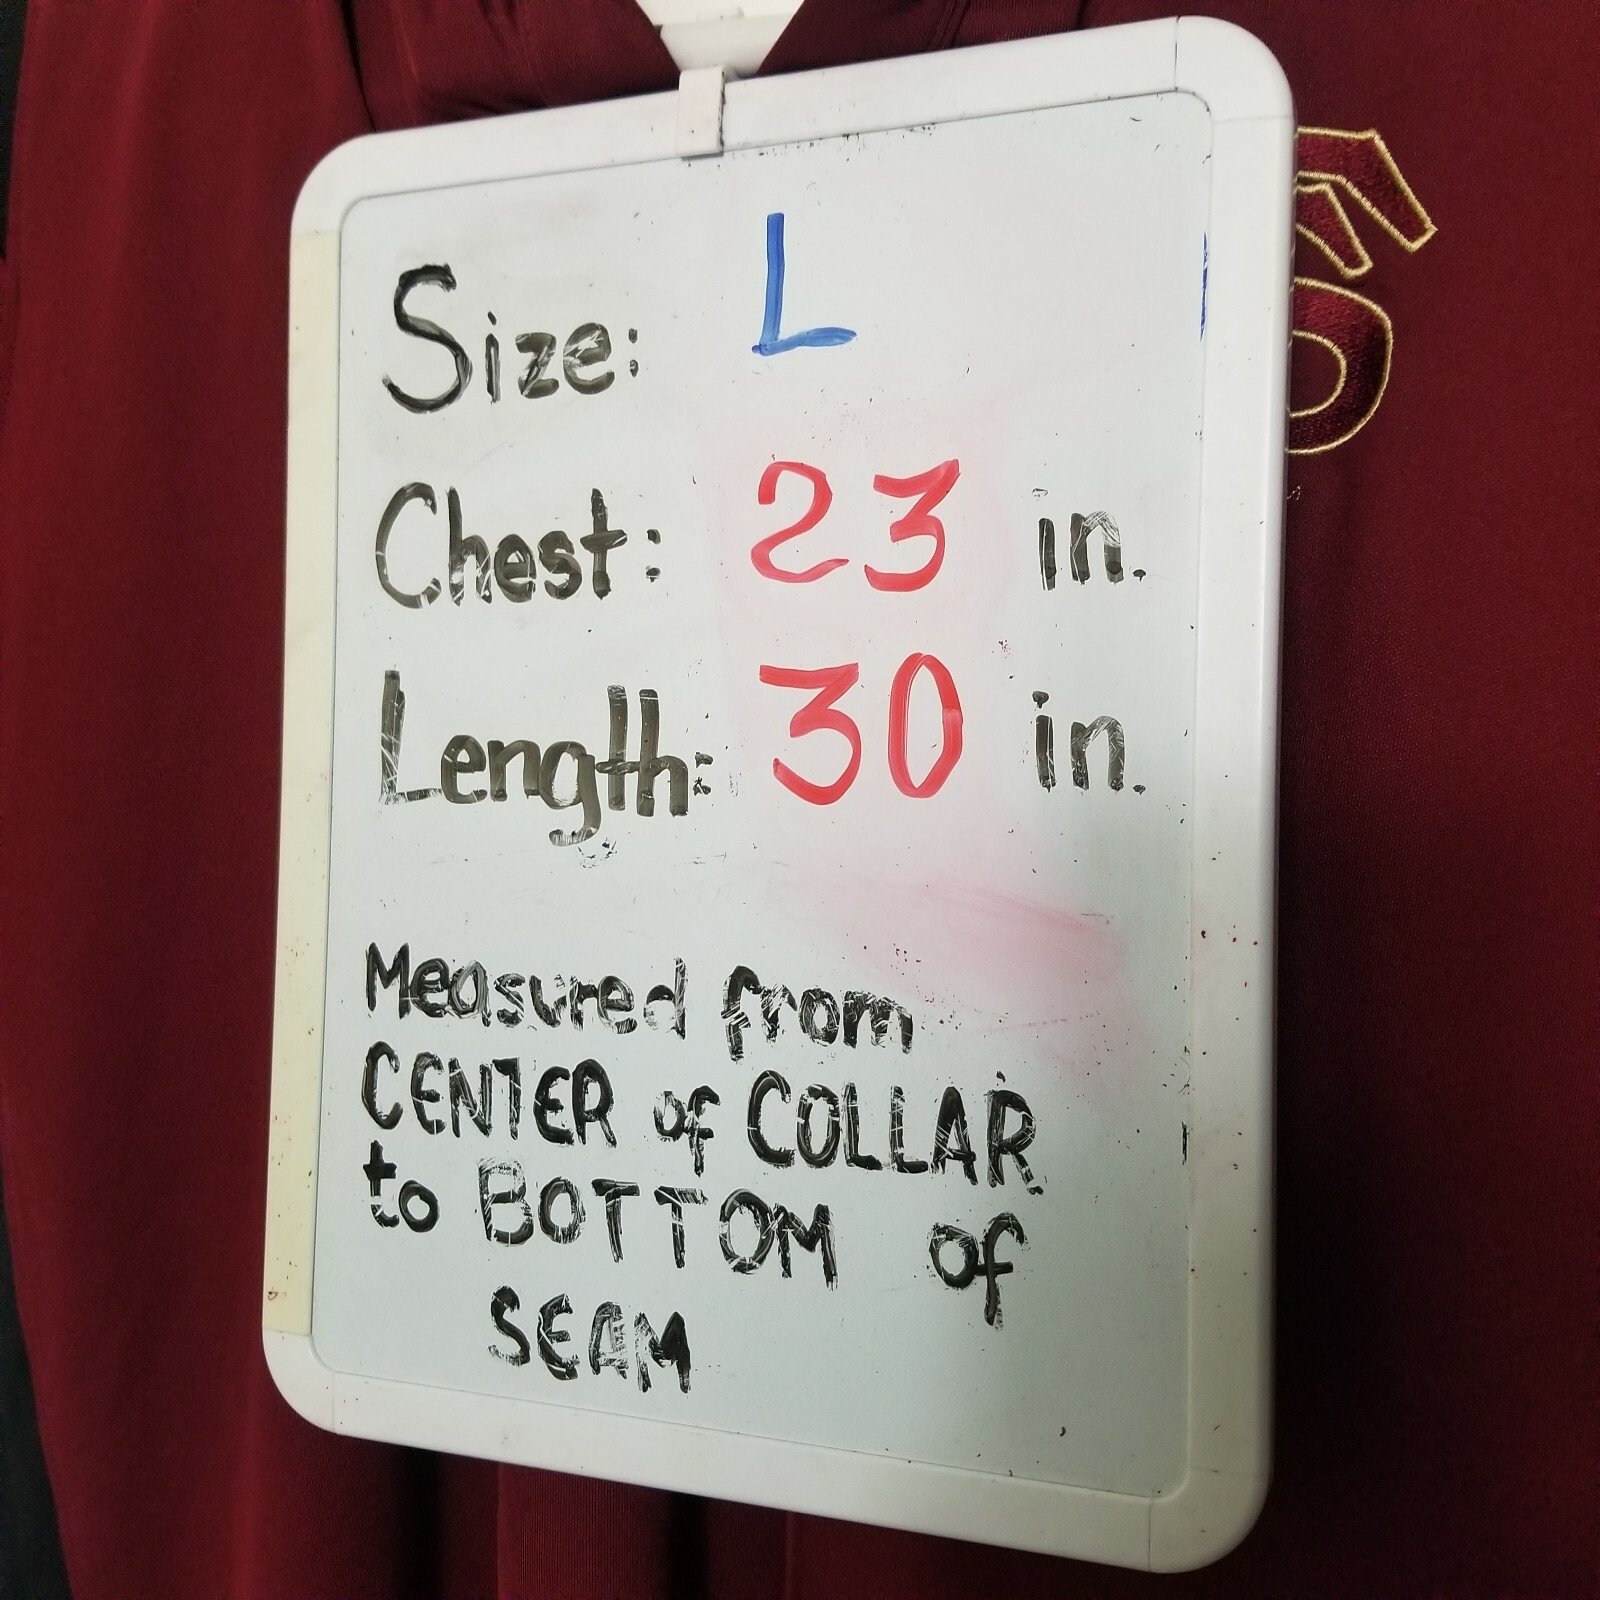 Size: L
Chest: 23 in.
Length: 30 in.
Measured from
CENTER of COLLAR
to BOTTOM of
SEAM